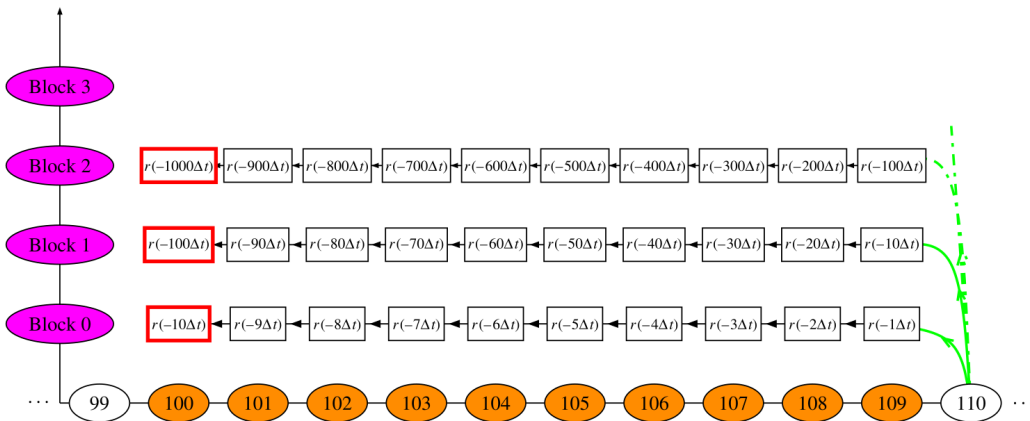 Block 3
Block 2 r(−1000Δt) r(−900Δt) r(−800Δt) r(−700Δt) r(−600Δt) r(−500Δt) r(−400Δt) r(−300Δt) r(−200Δt) r(−100Δt)
Block 1 r(−100Δt) r(−90Δt) r(−80Δt) r(−70Δt) r(−60Δt) r(−50Δt) r(−40Δt) r(−30Δt) r(−20Δt) r(−10Δt)
Block 0 r(−10Δt) r(−9Δt) r(−8Δt) r(−7Δt) r(−6Δt) r(−5Δt) r(−4Δt) r(−3Δt) r(−2Δt) r(−1Δt)
··· 99 100 101 102 103 104 105 106 107 108 109 110 ··